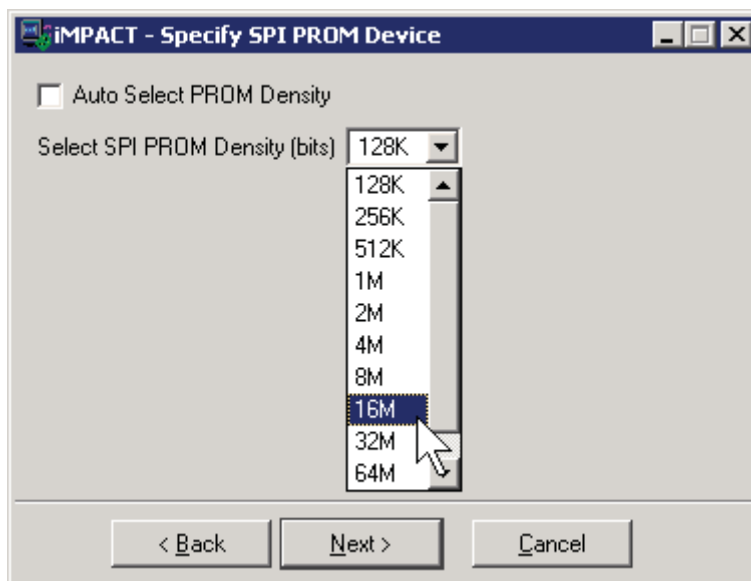 iMPACT - Specify SPI PROM Device
Auto Select PROM Density
Select SPI PROM Density (bits) 128K
128K
256K
512K
1M
2M
4M
8M
16M
32M
64M
< Back Next > Cancel